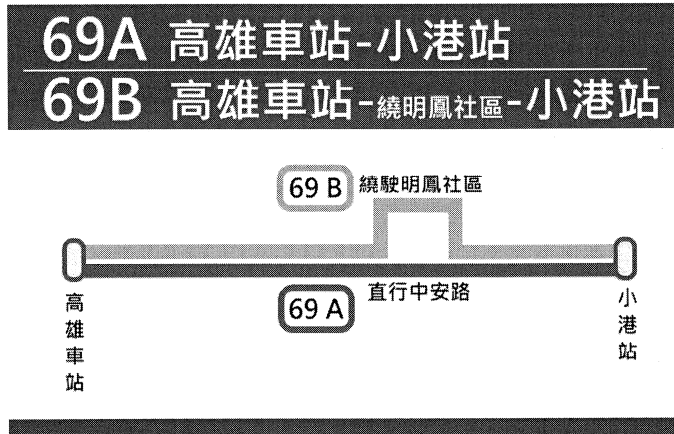 69A 高雄車站-小港站
69B 高雄車站-繞明鳳社區-小港站
69 B 繞駛明鳳社區
69 A 直行中安路
高雄車站
小港站